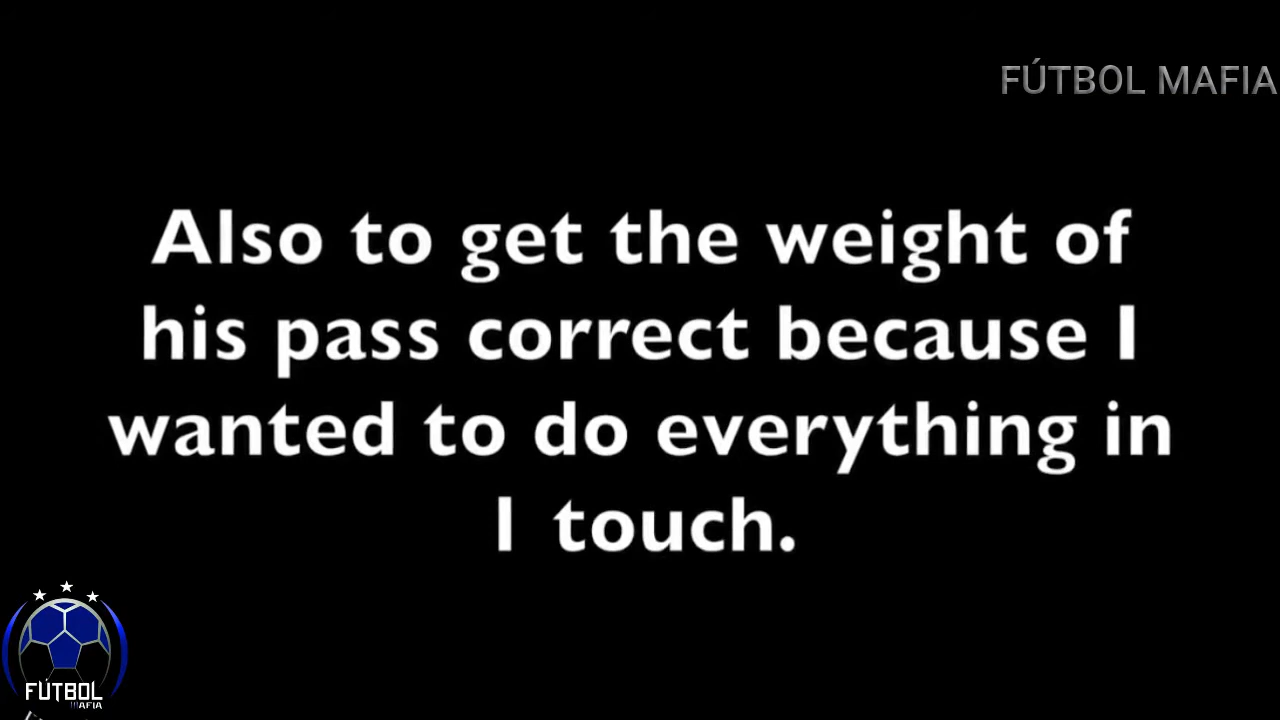 FÚTBOL MAFIA
Also to get the weight of
his pass correct because I
wanted to do everything in
1 touch.
FÚTBOL
MAFIA